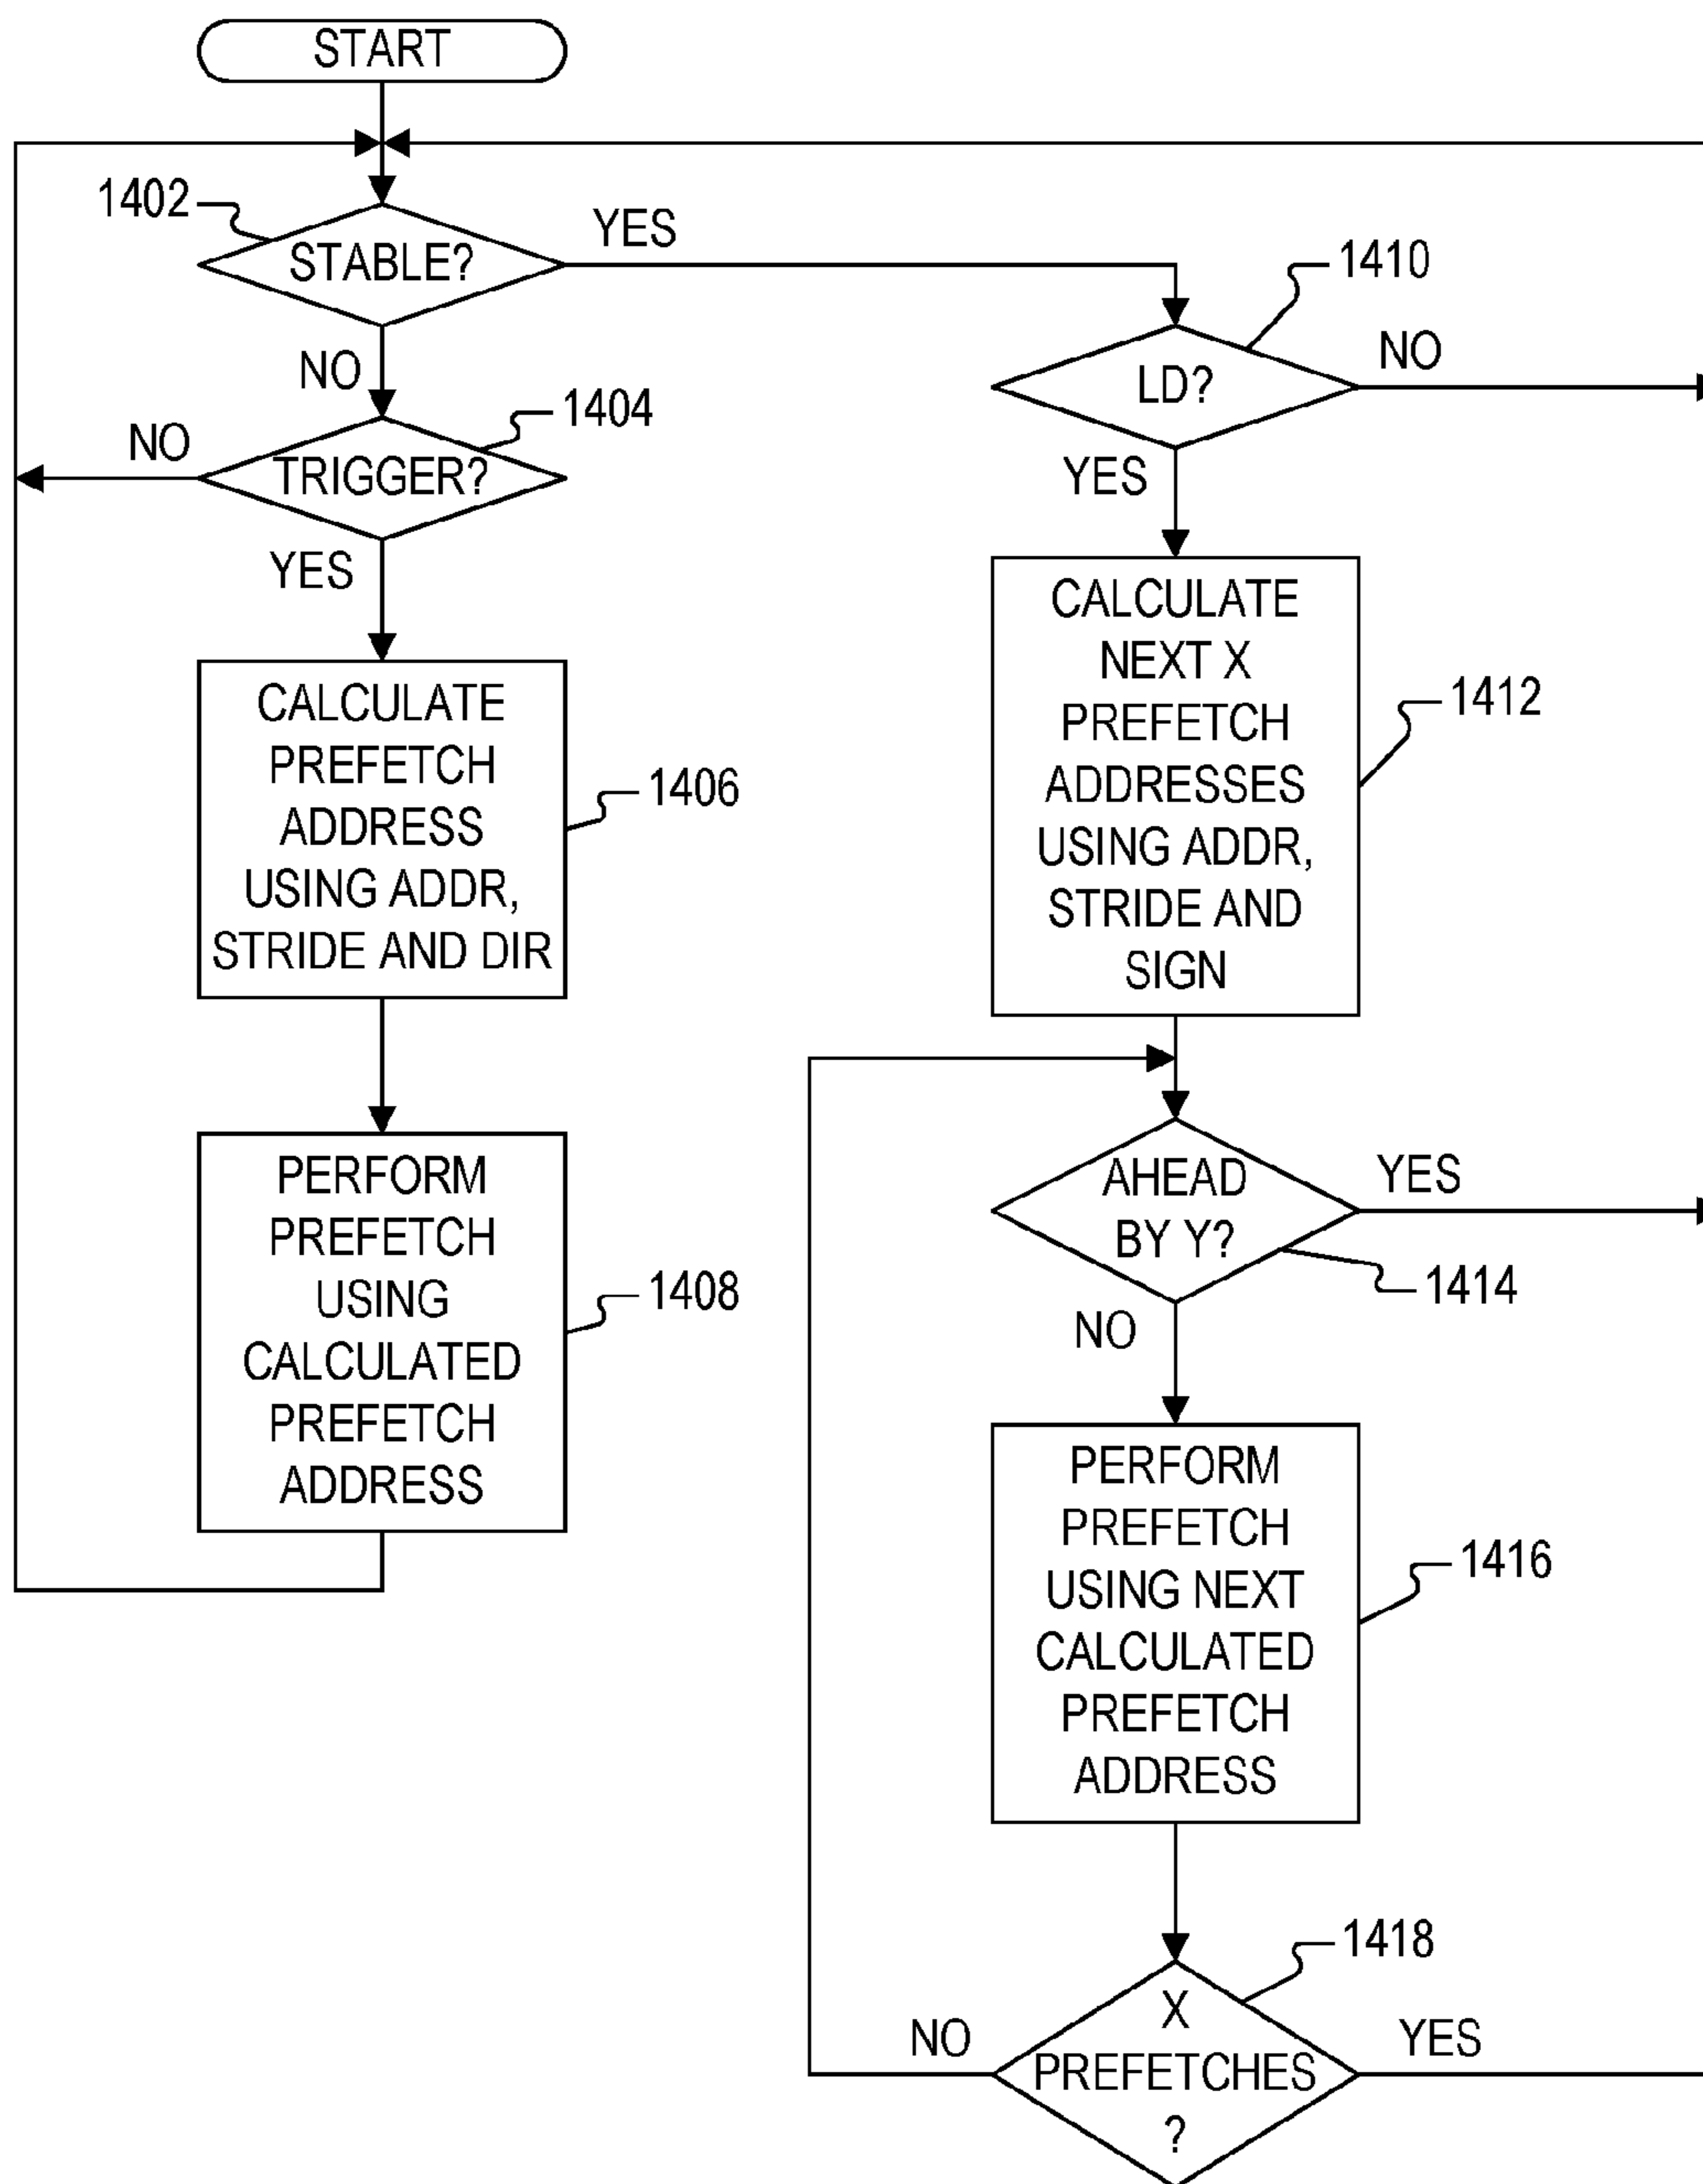 START
1402
STABLE?
YES
NO
1404
TRIGGER?
NO
YES
CALCULATE
PREFETCH
ADDRESS
USING ADDR,
STRIDE AND DIR
1406
PERFORM
PREFETCH
USING
CALCULATED
PREFETCH
ADDRESS
1408
1410
LD?
NO
YES
CALCULATE
NEXT X
PREFETCH
ADDRESSES
USING ADDR,
STRIDE AND
SIGN
1412
AHEAD
BY Y?
YES
1414
NO
PERFORM
PREFETCH
USING NEXT
CALCULATED
PREFETCH
ADDRESS
1416
1418
X
PREFETCHES
?
NO
YES